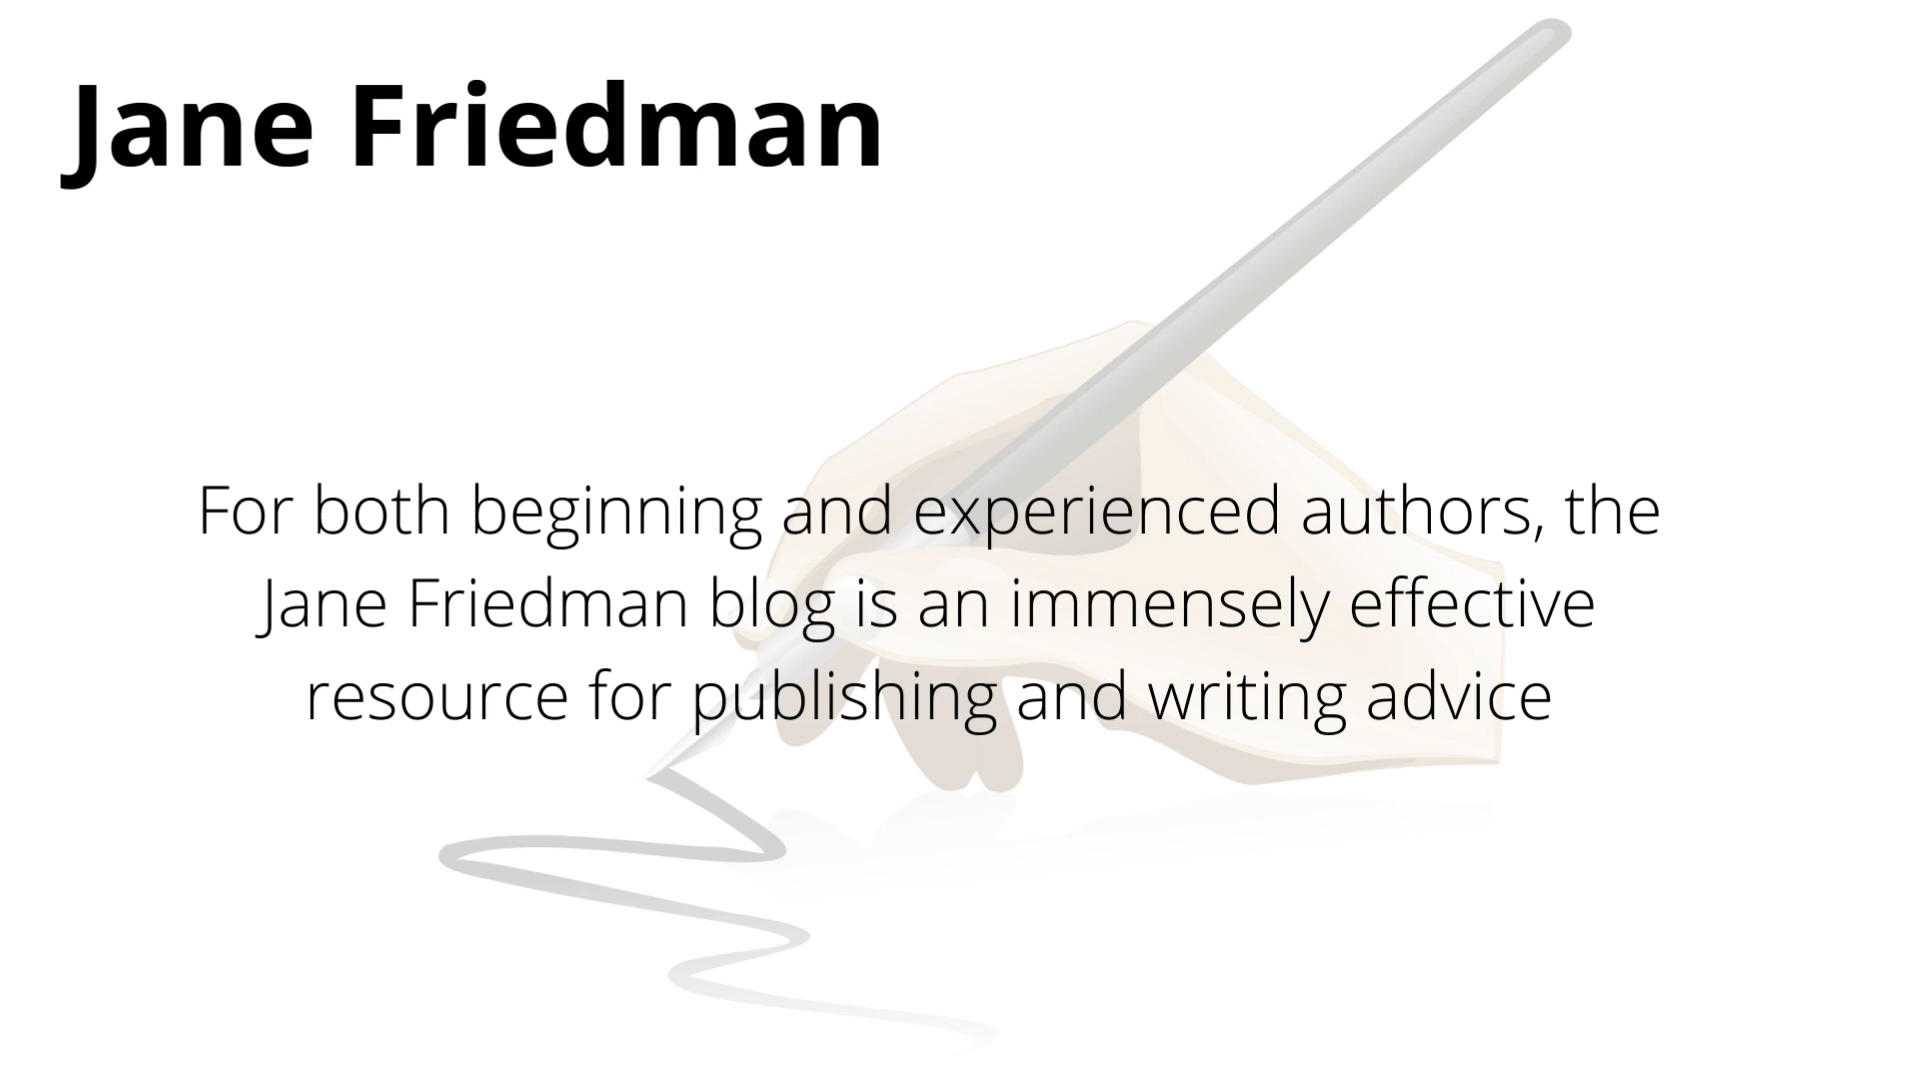 Jane Friedman
For both beginning and experienced authors, the
Jane Friedman blog is an immensely effective
resource for publishing and writing advice